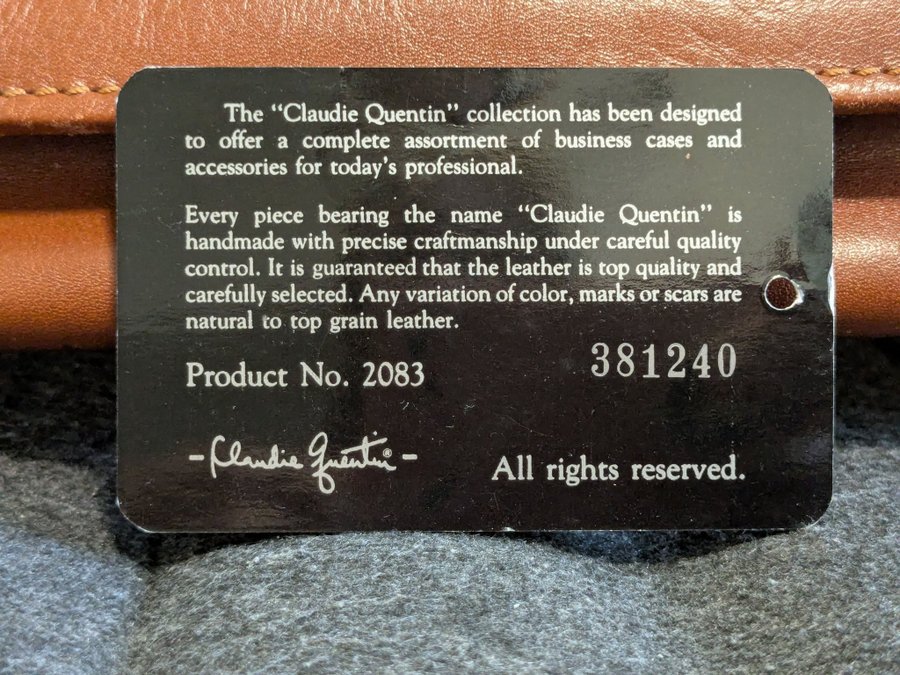 The "Claudie Quentin" collection has been designed
to offer a complete assortment of business cases and
accessories for today's professional.
Every piece bearing the name "Claudie Quentin" is
handmade with precise craftmanship under careful quality
control. It is guaranteed that the leather is top quality and
carefully selected. Any variation of color, marks or scars are
natural to top grain leather.
Product No. 2083
381240
-Claudie Quentin®-
All rights reserved.